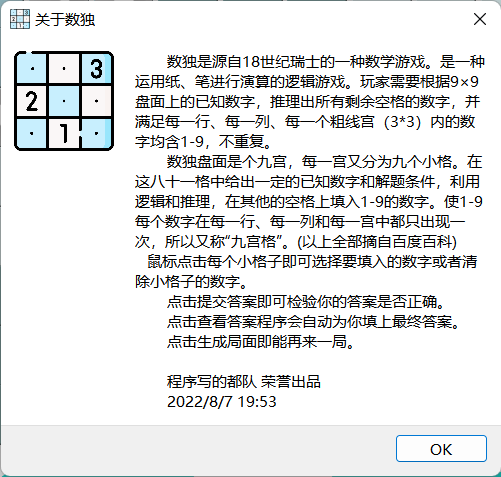 关于数独
3
2
1
数独是源自18世纪瑞士的一种数学游戏。是一种
运用纸、笔进行演算的逻辑游戏。玩家需要根据9×9
盘面上的已知数字，推理出所有剩余空格的数字，并
满足每一行、每一列、每一个粗线宫（3*3）内的数
字均含1-9，不重复。
数独盘面是个九宫，每一宫又分为九个小格。在
这八十一格中给出一定的已知数字和解题条件，利用
逻辑和推理，在其他的空格上填入1-9的数字。使1-9
每个数字在每一行、每一列和每一宫中都只出现一
次，所以又称“九宫格”。(以上全部摘自百度百科)
鼠标点击每个小格子即可选择要填入的数字或者清
除小格子的数字。
点击提交答案即可检验你的答案是否正确。
点击查看答案程序会自动为你填上最终答案。
点击生成局面即能再来一局。
程序写的都队 荣誉出品
2022/8/7 19:53
OK